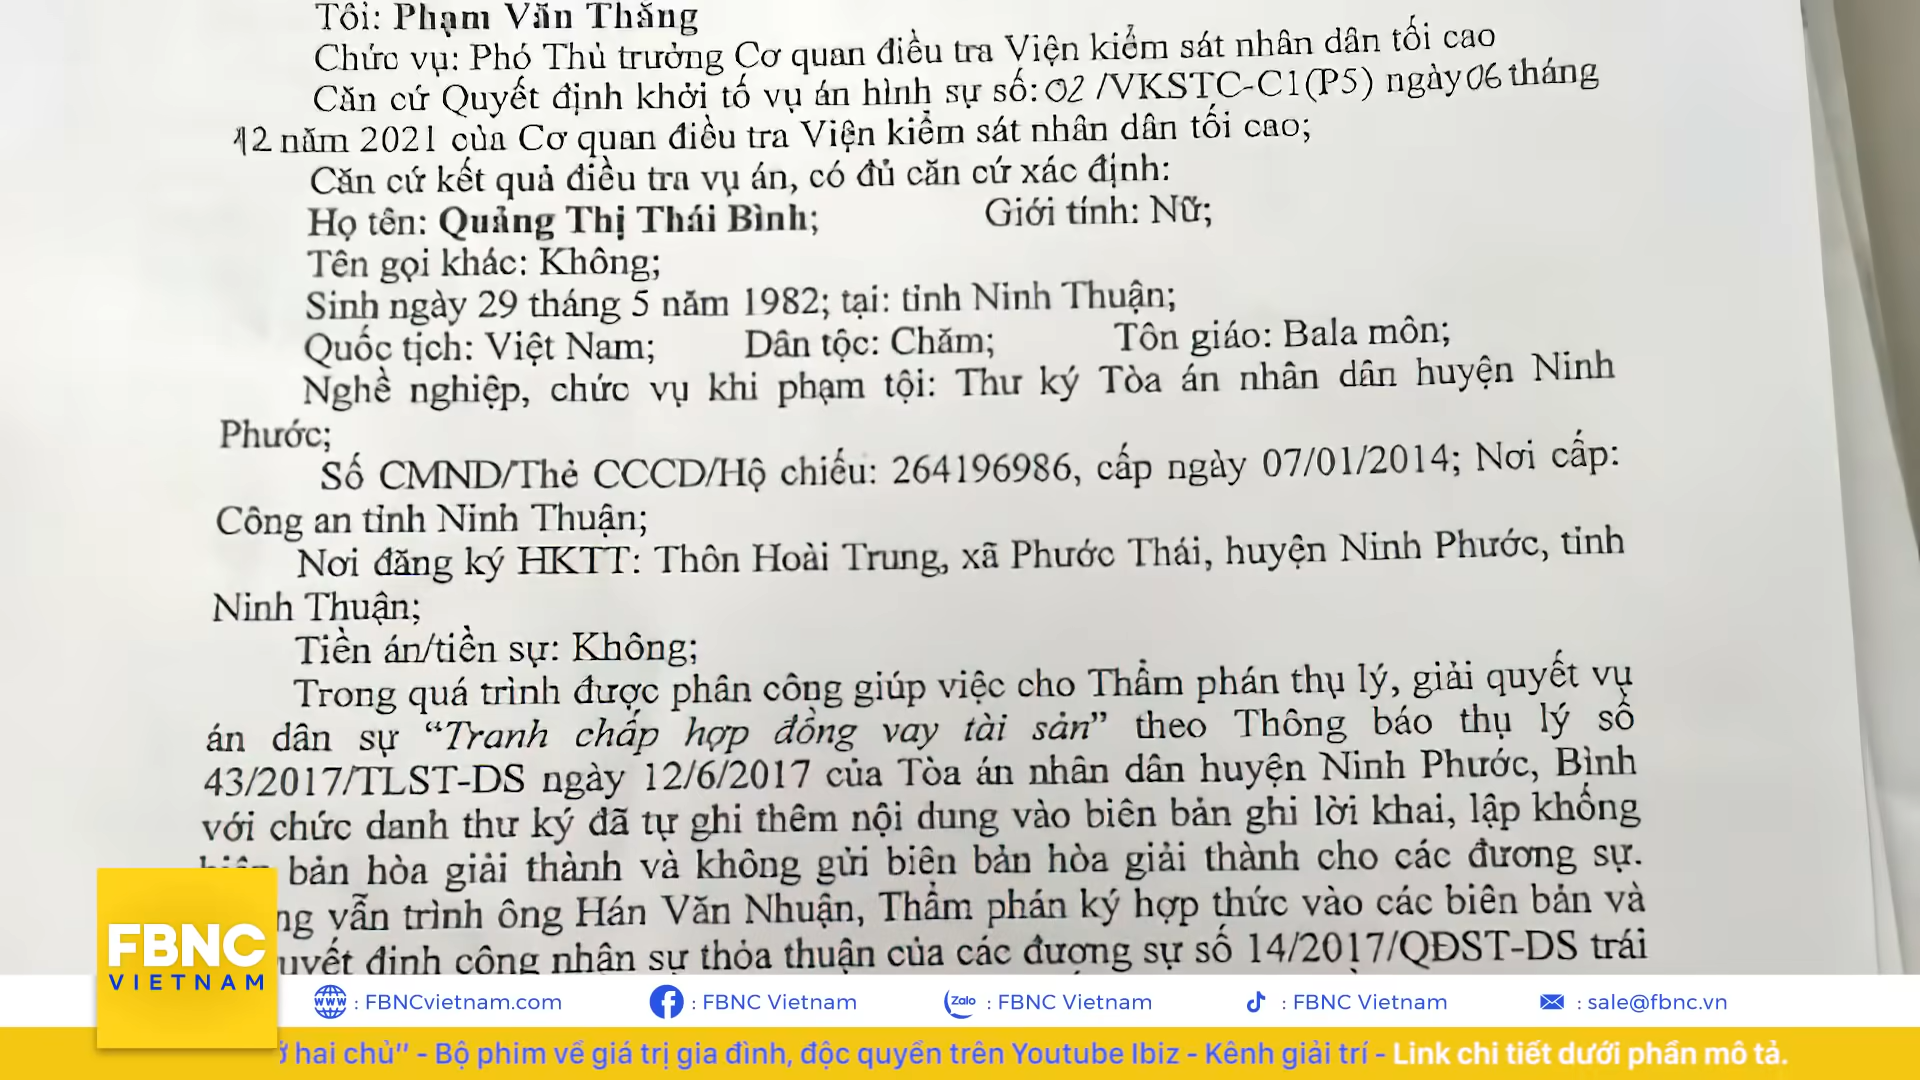 Tôi: Phạm Văn Thắng
Chức vụ: Phó Thủ trưởng Cơ quan điều tra Viện kiểm sát nhân dân tối cao
Căn cứ Quyết định khởi tố vụ án hình sự số: 02 /VKSTC-C1(P5) ngày 06 tháng
12 năm 2021 của Cơ quan điều tra Viện kiểm sát nhân dân tối cao;
Căn cứ kết quả điều tra vụ án, có đủ căn cứ xác định:
Họ tên: Quảng Thị Thái Bình; Giới tính: Nữ;
Tên gọi khác: Không;
Sinh ngày 29 tháng 5 năm 1982; tại: tỉnh Ninh Thuận;
Quốc tịch: Việt Nam; Dân tộc: Chăm; Tôn giáo: Bala môn;
Nghề nghiệp, chức vụ khi phạm tội: Thư ký Tòa án nhân dân huyện Ninh
Phước;
Số CMND/Thẻ CCCD/Hộ chiếu: 264196986, cấp ngày 07/01/2014; Nơi cấp:
Công an tỉnh Ninh Thuận;
Nơi đăng ký HKTT: Thôn Hoài Trung, xã Phước Thái, huyện Ninh Phước, tỉnh
Ninh Thuận;
Tiền án/tiền sự: Không;
Trong quá trình được phân công giúp việc cho Thẩm phán thụ lý, giải quyết vụ
án dân sự “Tranh chấp hợp đồng vay tài sản” theo Thông báo thụ lý số
43/2017/TLST-DS ngày 12/6/2017 của Tòa án nhân dân huyện Ninh Phước, Bình
với chức danh thư ký đã tự ghi thêm nội dung vào biên bản ghi lời khai, lập khống
bản hòa giải thành và không gửi biên bản hòa giải thành cho các đương sự.
vẫn trình ông Hán Văn Nhuận, Thẩm phán ký hợp thức vào các biên bản và
định công nhận sự thỏa thuận của các đương sự số 14/2017/QĐST-DS trái
FBNC
VIETNAM
www : FBNCvietnam.com
: FBNC Vietnam
Zalo : FBNC Vietnam
: FBNC Vietnam
: sale@fbnc.vn
hai chủ” - Bộ phim về giá trị gia đình, độc quyền trên Youtube Ibiz - Kênh giải trí - Link chi tiết dưới phần mô tả.